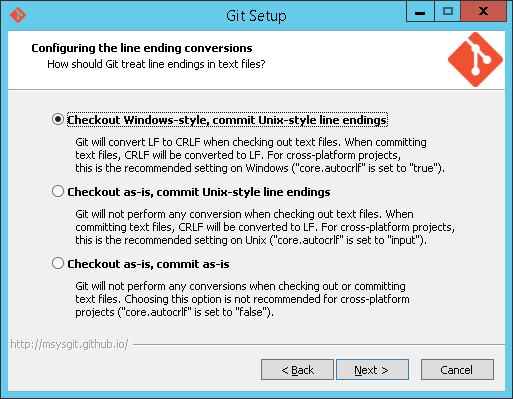 Git Setup
Configuring the line ending conversions
How should Git treat line endings in text files?
Checkout Windows-style, commit Unix-style line endings
Git will convert LF to CRLF when checking out text files. When committing
text files, CRLF will be converted to LF. For cross-platform projects,
this is the recommended setting on Windows ("core.autocrlf" is set to "true").
Checkout as-is, commit Unix-style line endings
Git will not perform any conversion when checking out text files. When
committing text files, CRLF will be converted to LF. For cross-platform projects,
this is the recommended setting on Unix ("core.autocrlf" is set to "input").
Checkout as-is, commit as-is
Git will not perform any conversions when checking out or committing
text files. Choosing this option is not recommended for cross-platform
projects ("core.autocrlf" is set to "false").
http://msysgit.github.io/
< Back Next > Cancel